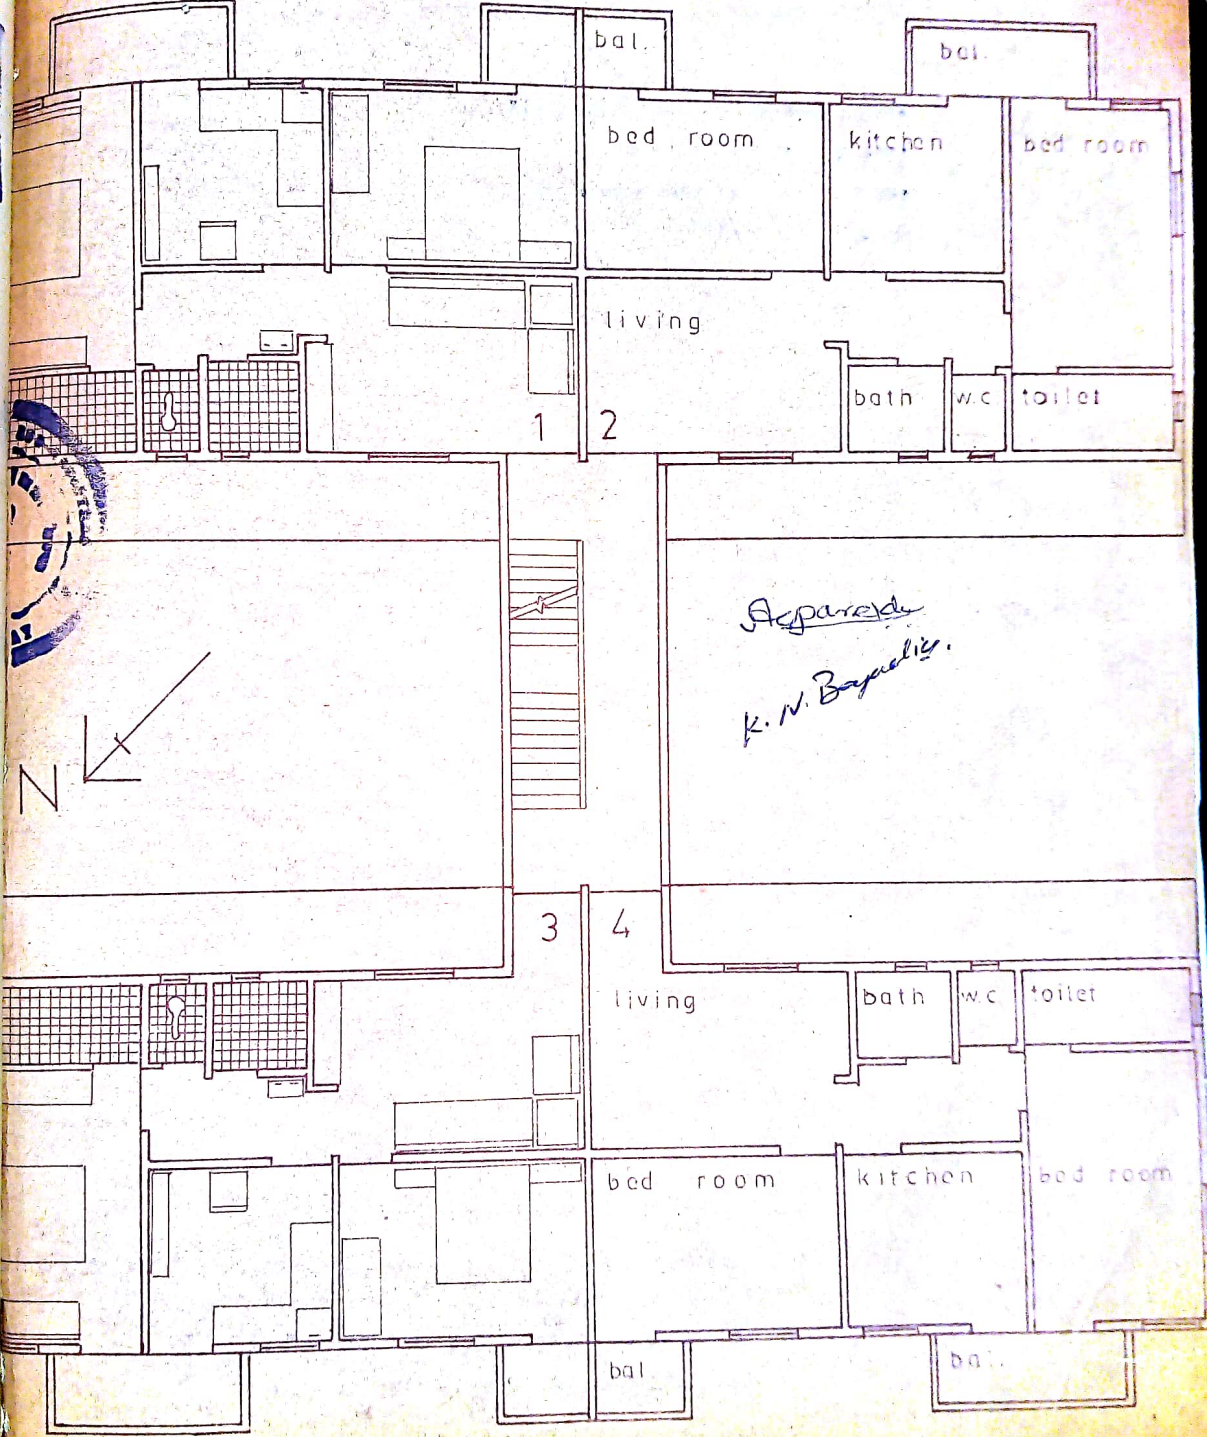 bal.
bal.
bed room
kitchen
bed room
living
1
2
bath
w.c
toilet
N
K. N.
3
4
living
bath
w.c
toilet
bed room
kitchen
bed room
bal
bal.